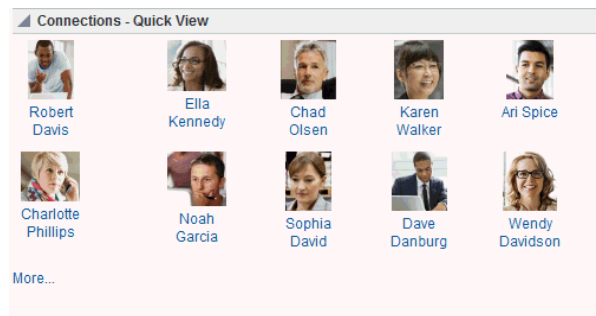 Connections - Quick View
Robert
Davis
Ella
Kennedy
Chad
Olsen
Karen
Walker
Ari Spice
Charlotte
Phillips
Noah
Garcia
Sophia
David
Dave
Danburg
Wendy
Davidson
More...